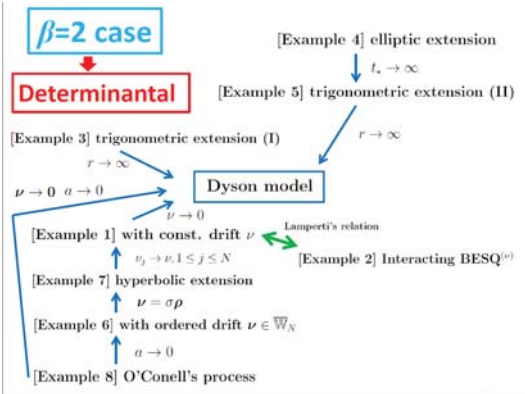 β=2 case
Determinantal
[Example 4] elliptic extension
t* → ∞
[Example 5] trigonometric extension (II)
r → ∞
[Example 3] trigonometric extension (I)
r → ∞
ν → 0 a → 0
Dyson model
ν → 0
[Example 1] with const. drift ν
Lamperti's relation
[Example 2] Interacting BESQ^(ν)
ν_j → ν, 1 ≤ j ≤ N
[Example 7] hyperbolic extension
ν = σρ
[Example 6] with ordered drift ν ∈ W̅_N
a → 0
[Example 8] O'Conell's process